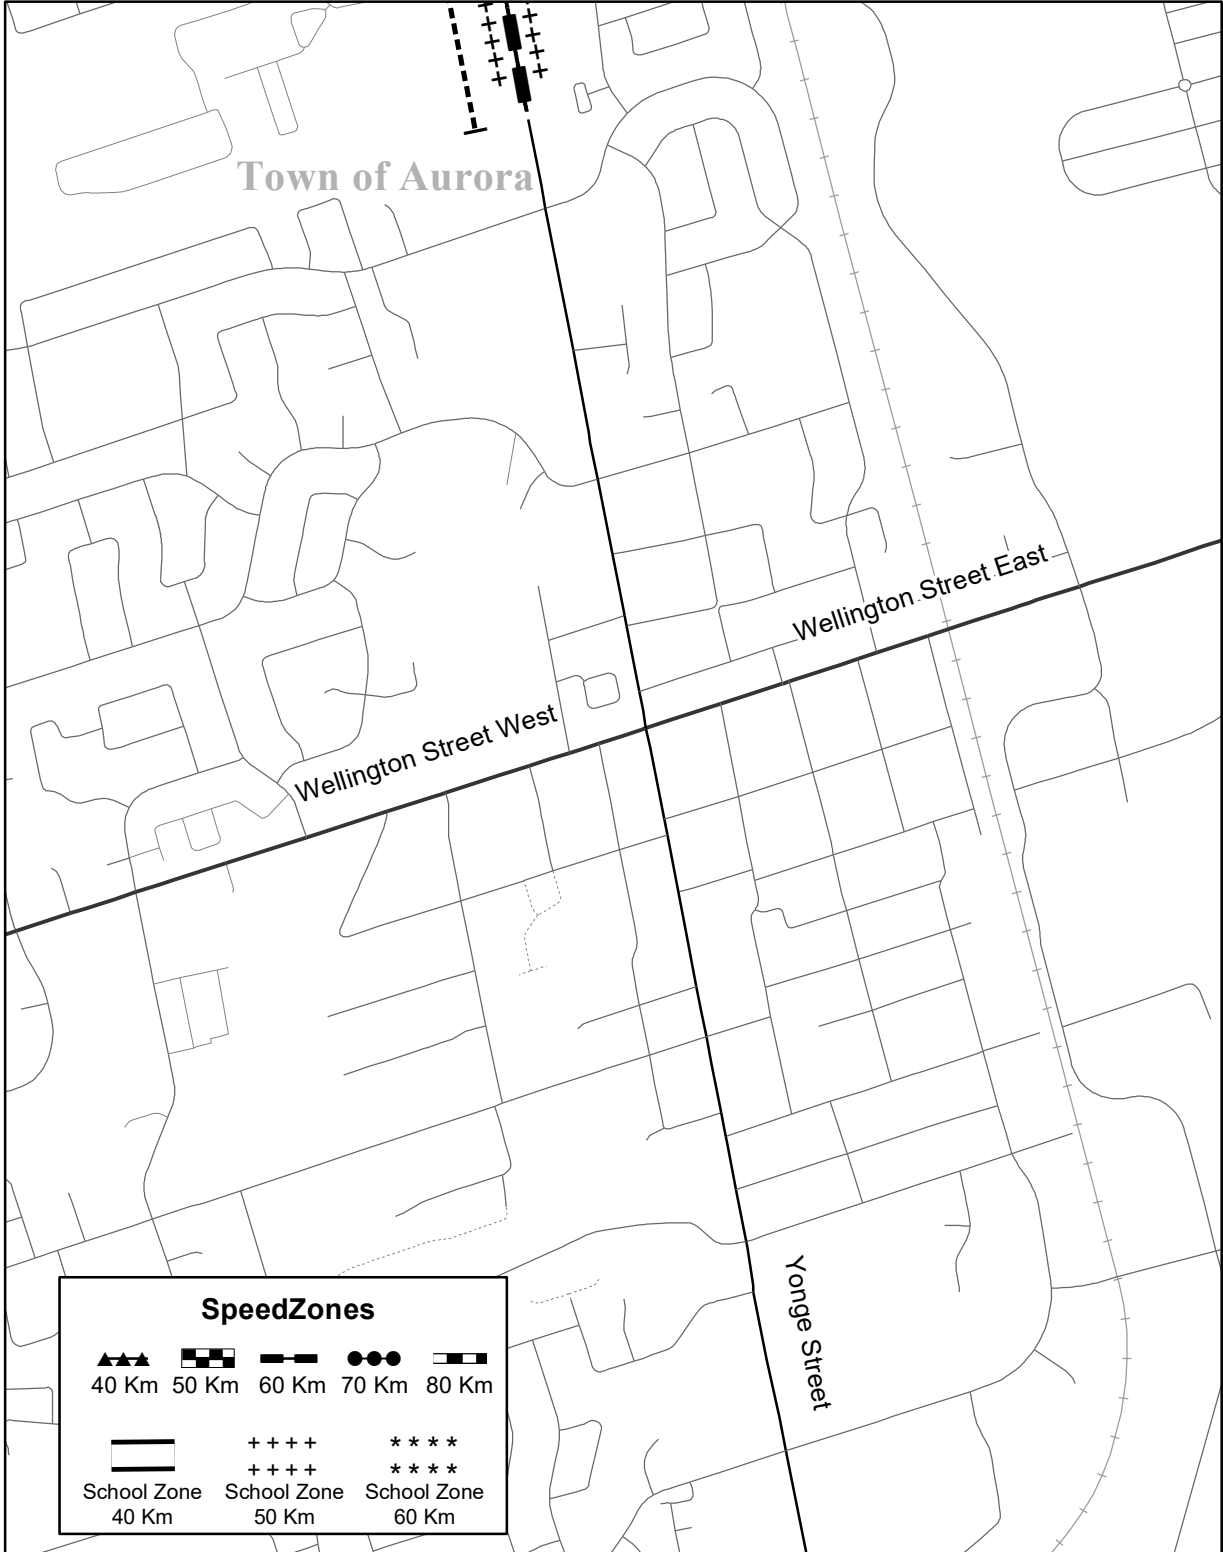 Town of Aurora
Wellington Street East
Wellington Street West
Yonge Street
SpeedZones
40 Km 50 Km 60 Km 70 Km 80 Km
School Zone School Zone School Zone
40 Km 50 Km 60 Km